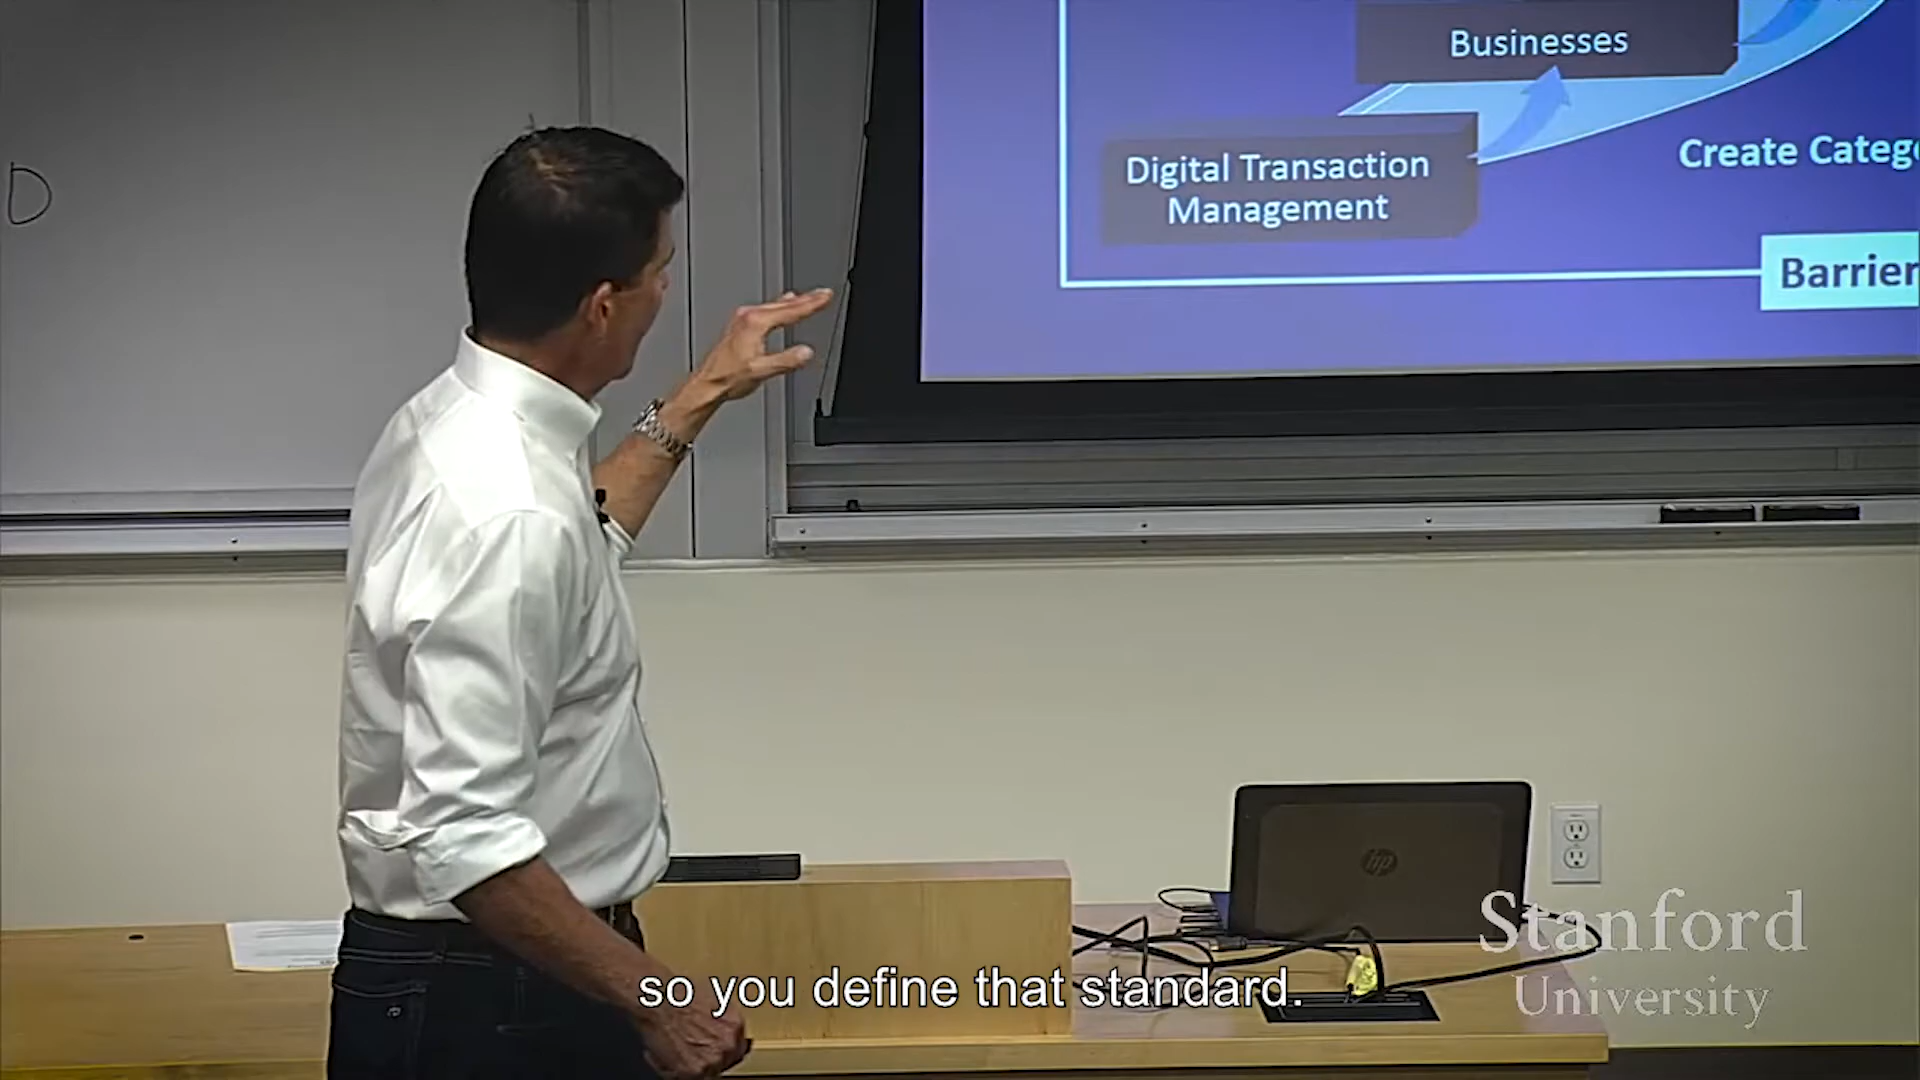 Businesses
Digital Transaction
Management
Create Categ
Barrier
D
hp
so you define that standard.
Stanford
University